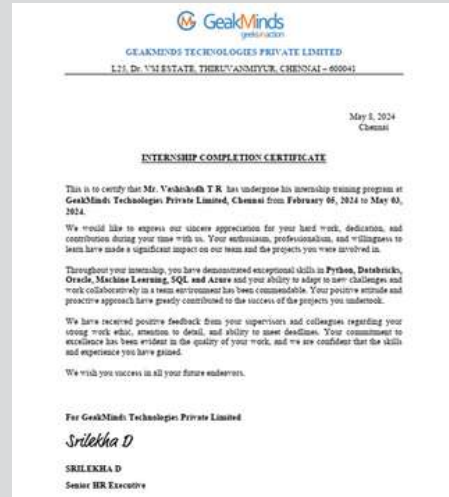 GeakMinds
geeksinaction
GEAKMINDS TECHNOLOGIES PRIVATE LIMITED
L25, Dr. VSI ESTATE, THIRUVANMIYUR, CHENNAI – 600041
May 8, 2024
Chennai
INTERNSHIP COMPLETION CERTIFICATE
This is to certify that Mr. Vashishsdh T R has undergone his internship training program at
GeakMinds Technologies Private Limited, Chennai from February 05, 2024 to May 03,
2024.
We would like to express our sincere appreciation for your hard work, dedication, and
contribution during your time with us. Your enthusiasm, professionalism, and willingness to
learn have made a significant impact on our team and the projects you were involved in.
Throughout your internship, you have demonstrated exceptional skills in Python, Databricks,
Oracle, Machine Learning, SQL and Azure and your ability to adapt to new challenges and
work collaboratively in a team environment has been commendable. Your positive attitude and
proactive approach have greatly contributed to the success of the projects you undertook.
We have received positive feedback from your supervisors and colleagues regarding your
strong work ethic, attention to detail, and ability to meet deadlines. Your commitment to
excellence has been evident in the quality of your work, and we are confident that the skills
and experience you have gained.
We wish you success in all your future endeavors.
For GeakMinds Technologies Private Limited
Srilekha D
SRILEKHA D
Senior HR Executive